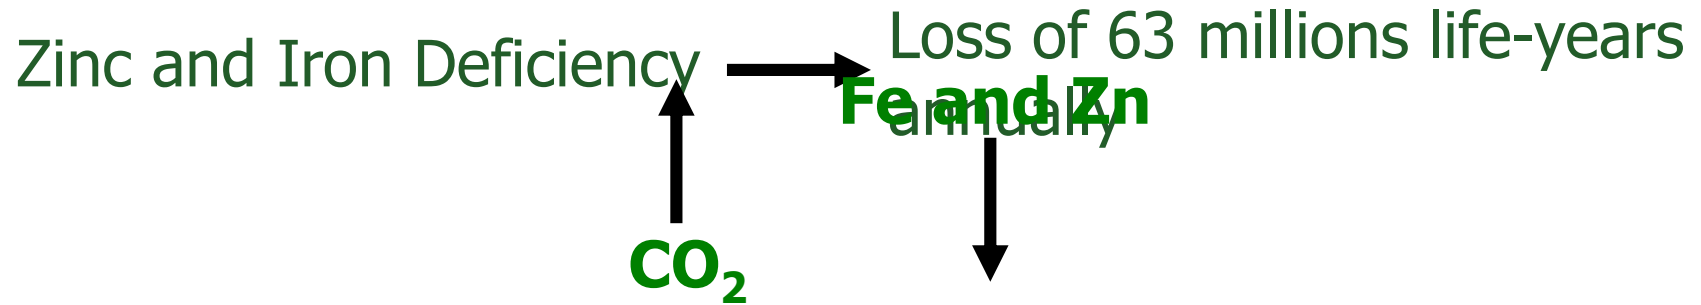 Zinc and Iron Deficiency
Loss of 63 millions life-years
annually
Fe and Zn
CO₂